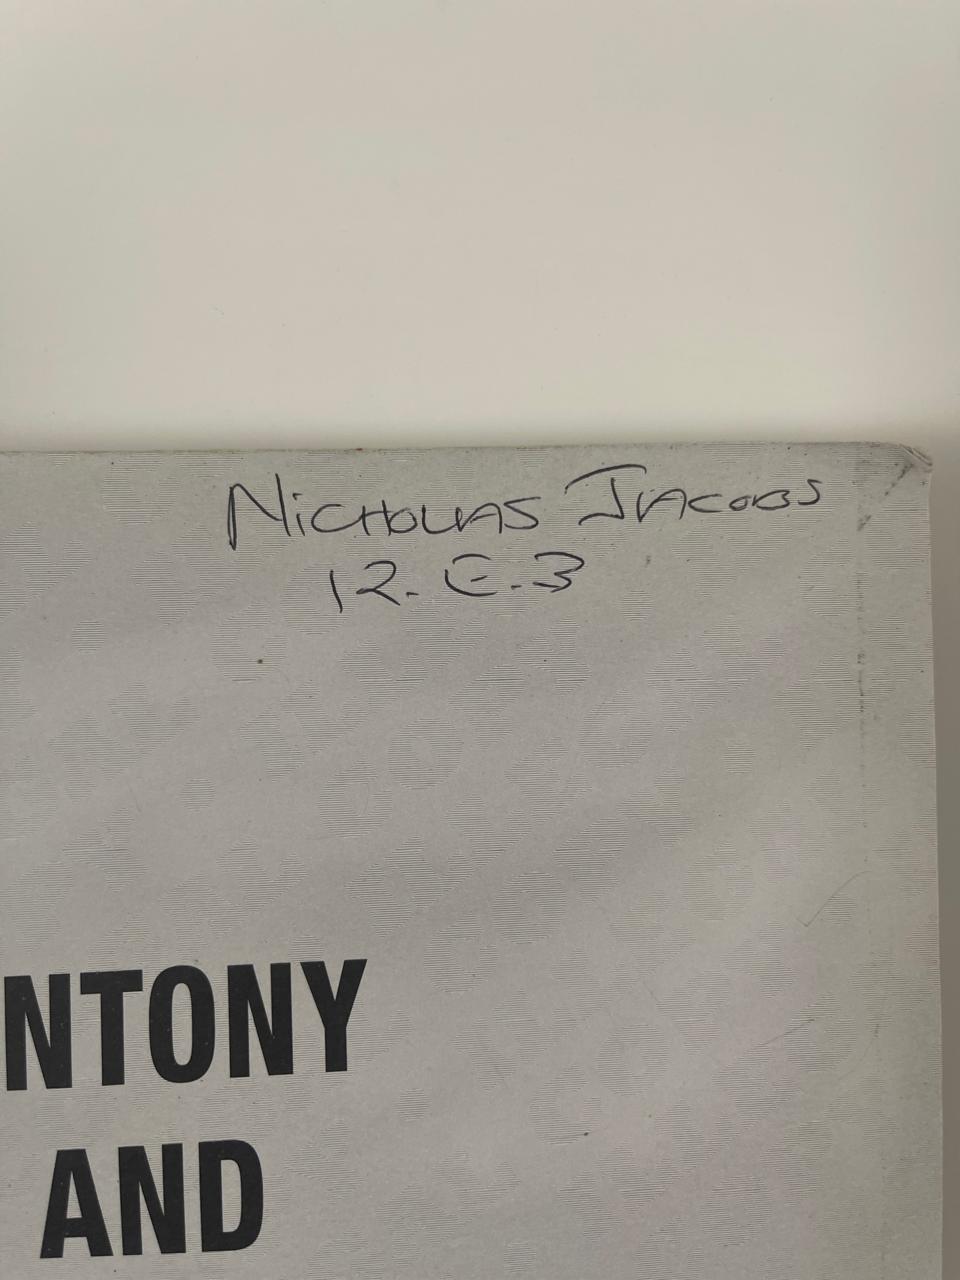 Nicholas Jacobs
12.E.3
NTONY
AND